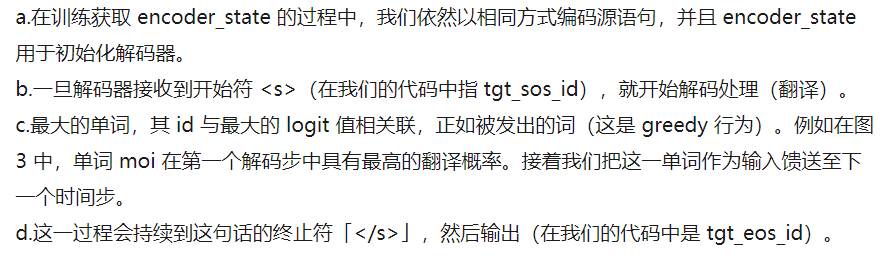 a.在训练获取 encoder_state 的过程中，我们依然以相同方式编码源语句，并且 encoder_state
用于初始化解码器。
b.一旦解码器接收到开始符 <s>（在我们的代码中指 tgt_sos_id），就开始解码处理（翻译）。
c.最大的单词，其 id 与最大的 logit 值相关联，正如被发出的词（这是 greedy 行为）。例如在图
3 中，单词 moi 在第一个解码步中具有最高的翻译概率。接着我们把这一单词作为输入馈送至下
一个时间步。
d.这一过程会持续到这句话的终止符「</s>」，然后输出（在我们的代码中是 tgt_eos_id）。